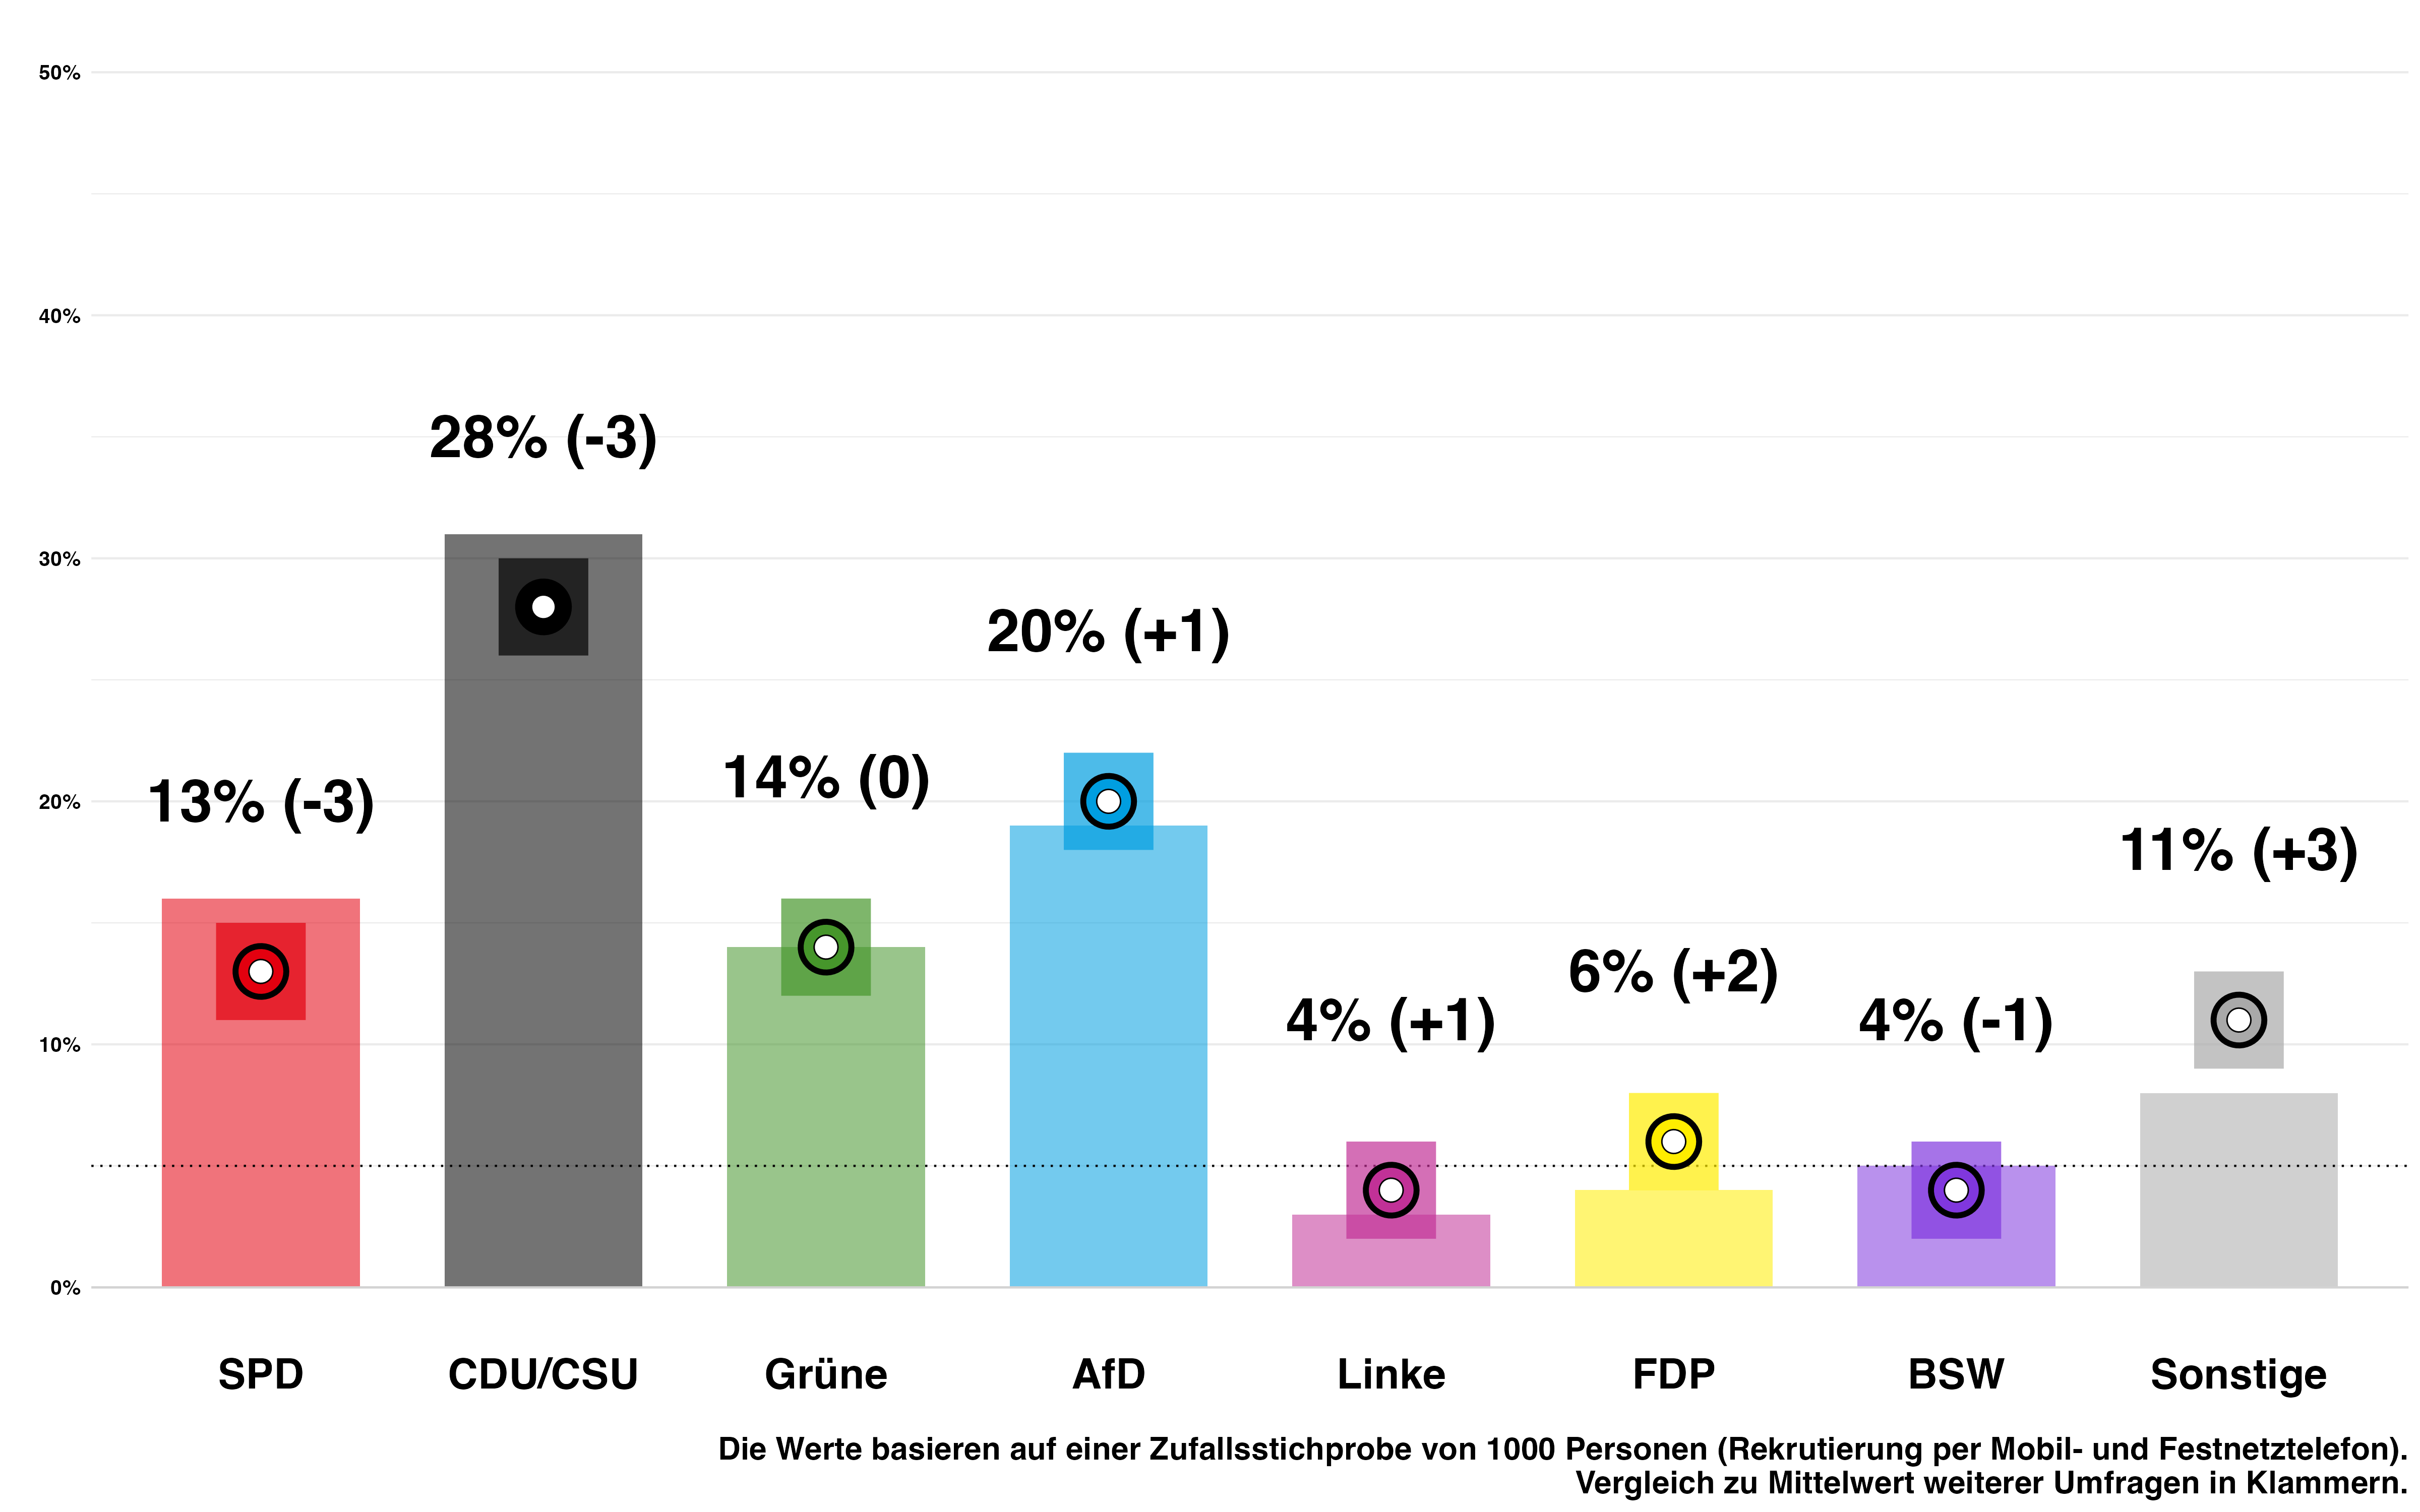 50%
40%
30%
20%
10%
0%
13% (-3)
28% (-3)
14% (0)
20% (+1)
4% (+1)
6% (+2)
4% (-1)
11% (+3)
SPD
CDU/CSU
Grüne
AfD
Linke
FDP
BSW
Sonstige
Die Werte basieren auf einer Zufallsstichprobe von 1000 Personen (Rekrutierung per Mobil- und Festnetztelefon).
Vergleich zu Mittelwert weiterer Umfragen in Klammern.